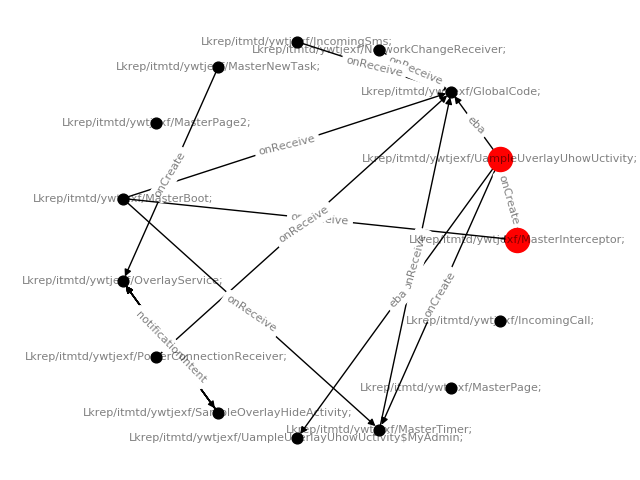 Lkrep/itmtd/ywtjexf/IncomingSms;
Lkrep/itmtd/ywtjexf/NetworkChangeReceiver;
onReceive
onReceive
Lkrep/itmtd/ywtjexf/MasterNewTask;
Lkrep/itmtd/ywtjexf/GlobalCode;
Lkrep/itmtd/ywtjexf/MasterPage2;
eba
onReceive
Lkrep/itmtd/ywtjexf/UampleUverlayUhowUctivity;
onCreate
Lkrep/itmtd/ywtjexf/MasterBoot;
onCreate
onReceive
onReceive
Lkrep/itmtd/ywtjexf/MasterInterceptor;
onReceive
Lkrep/itmtd/ywtjexf/OverlayService;
onCreate
eba
onReceive
Lkrep/itmtd/ywtjexf/IncomingCall;
notificationIntent
Lkrep/itmtd/ywtjexf/PowerConnectionReceiver;
Lkrep/itmtd/ywtjexf/MasterPage;
Lkrep/itmtd/ywtjexf/SampleOverlayHideActivity;
Lkrep/itmtd/ywtjexf/MasterTimer;
Lkrep/itmtd/ywtjexf/UampleUverlayUhowUctivity$MyAdmin;